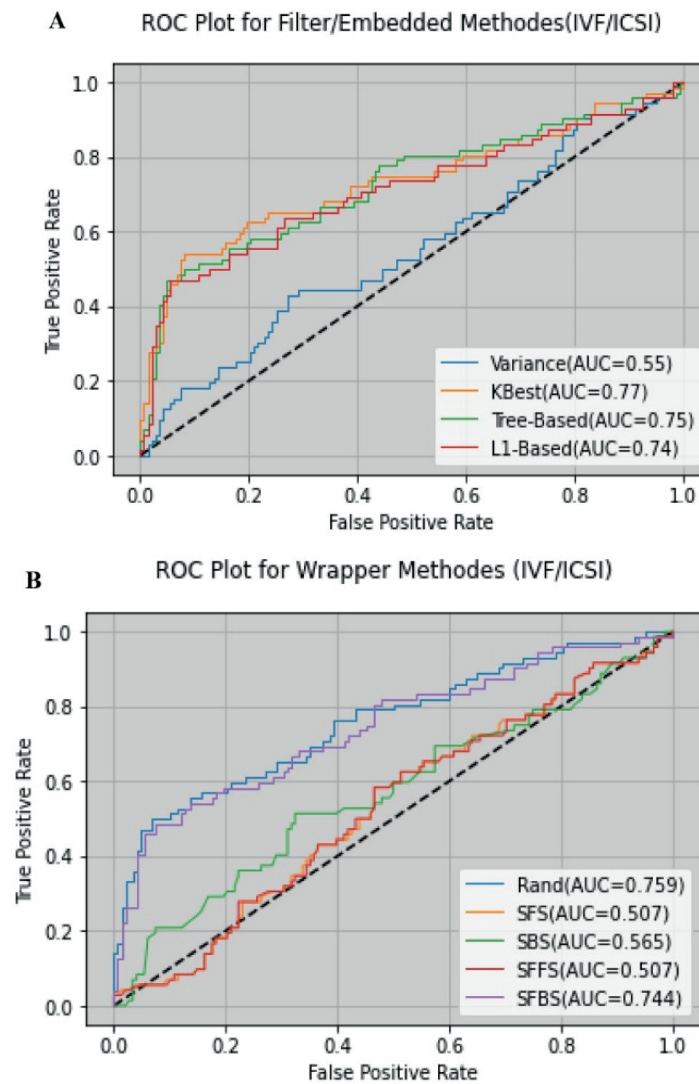 A
ROC Plot for Filter/Embedded Methodes(IVF/ICSI)
True Positive Rate
1.0
0.8
0.6
0.4
0.2
0.0
Variance(AUC=0.55)
KBest(AUC=0.77)
Tree-Based(AUC=0.75)
L1-Based(AUC=0.74)
0.0 0.2 0.4 0.6 0.8 1.0
False Positive Rate
B
ROC Plot for Wrapper Methodes (IVF/ICSI)
True Positive Rate
1.0
0.8
0.6
0.4
0.2
0.0
Rand(AUC=0.759)
SFS(AUC=0.507)
SBS(AUC=0.565)
SFFS(AUC=0.507)
SFBS(AUC=0.744)
0.0 0.2 0.4 0.6 0.8 1.0
False Positive Rate